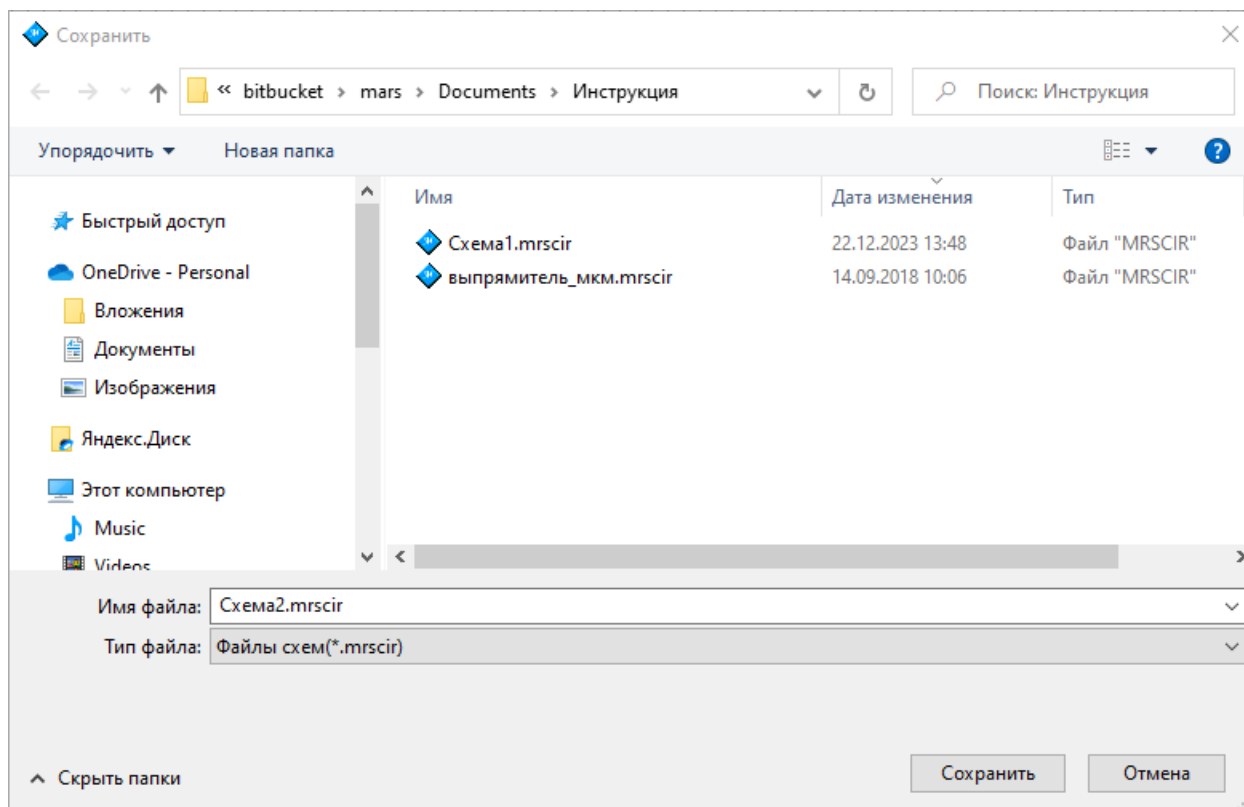 Сохранить
« bitbucket › mars › Documents › Инструкция
Поиск: Инструкция
Упорядочить
Новая папка
Быстрый доступ
OneDrive - Personal
Вложения
Документы
Изображения
Яндекс.Диск
Этот компьютер
Music
Videos
Имя Дата изменения Тип
Схема1.mrscir 22.12.2023 13:48 Файл "MRSCIR"
выпрямитель_мкм.mrscir 14.09.2018 10:06 Файл "MRSCIR"
Имя файла: Схема2.mrscir
Тип файла: Файлы схем(*.mrscir)
Скрыть папки
Сохранить
Отмена